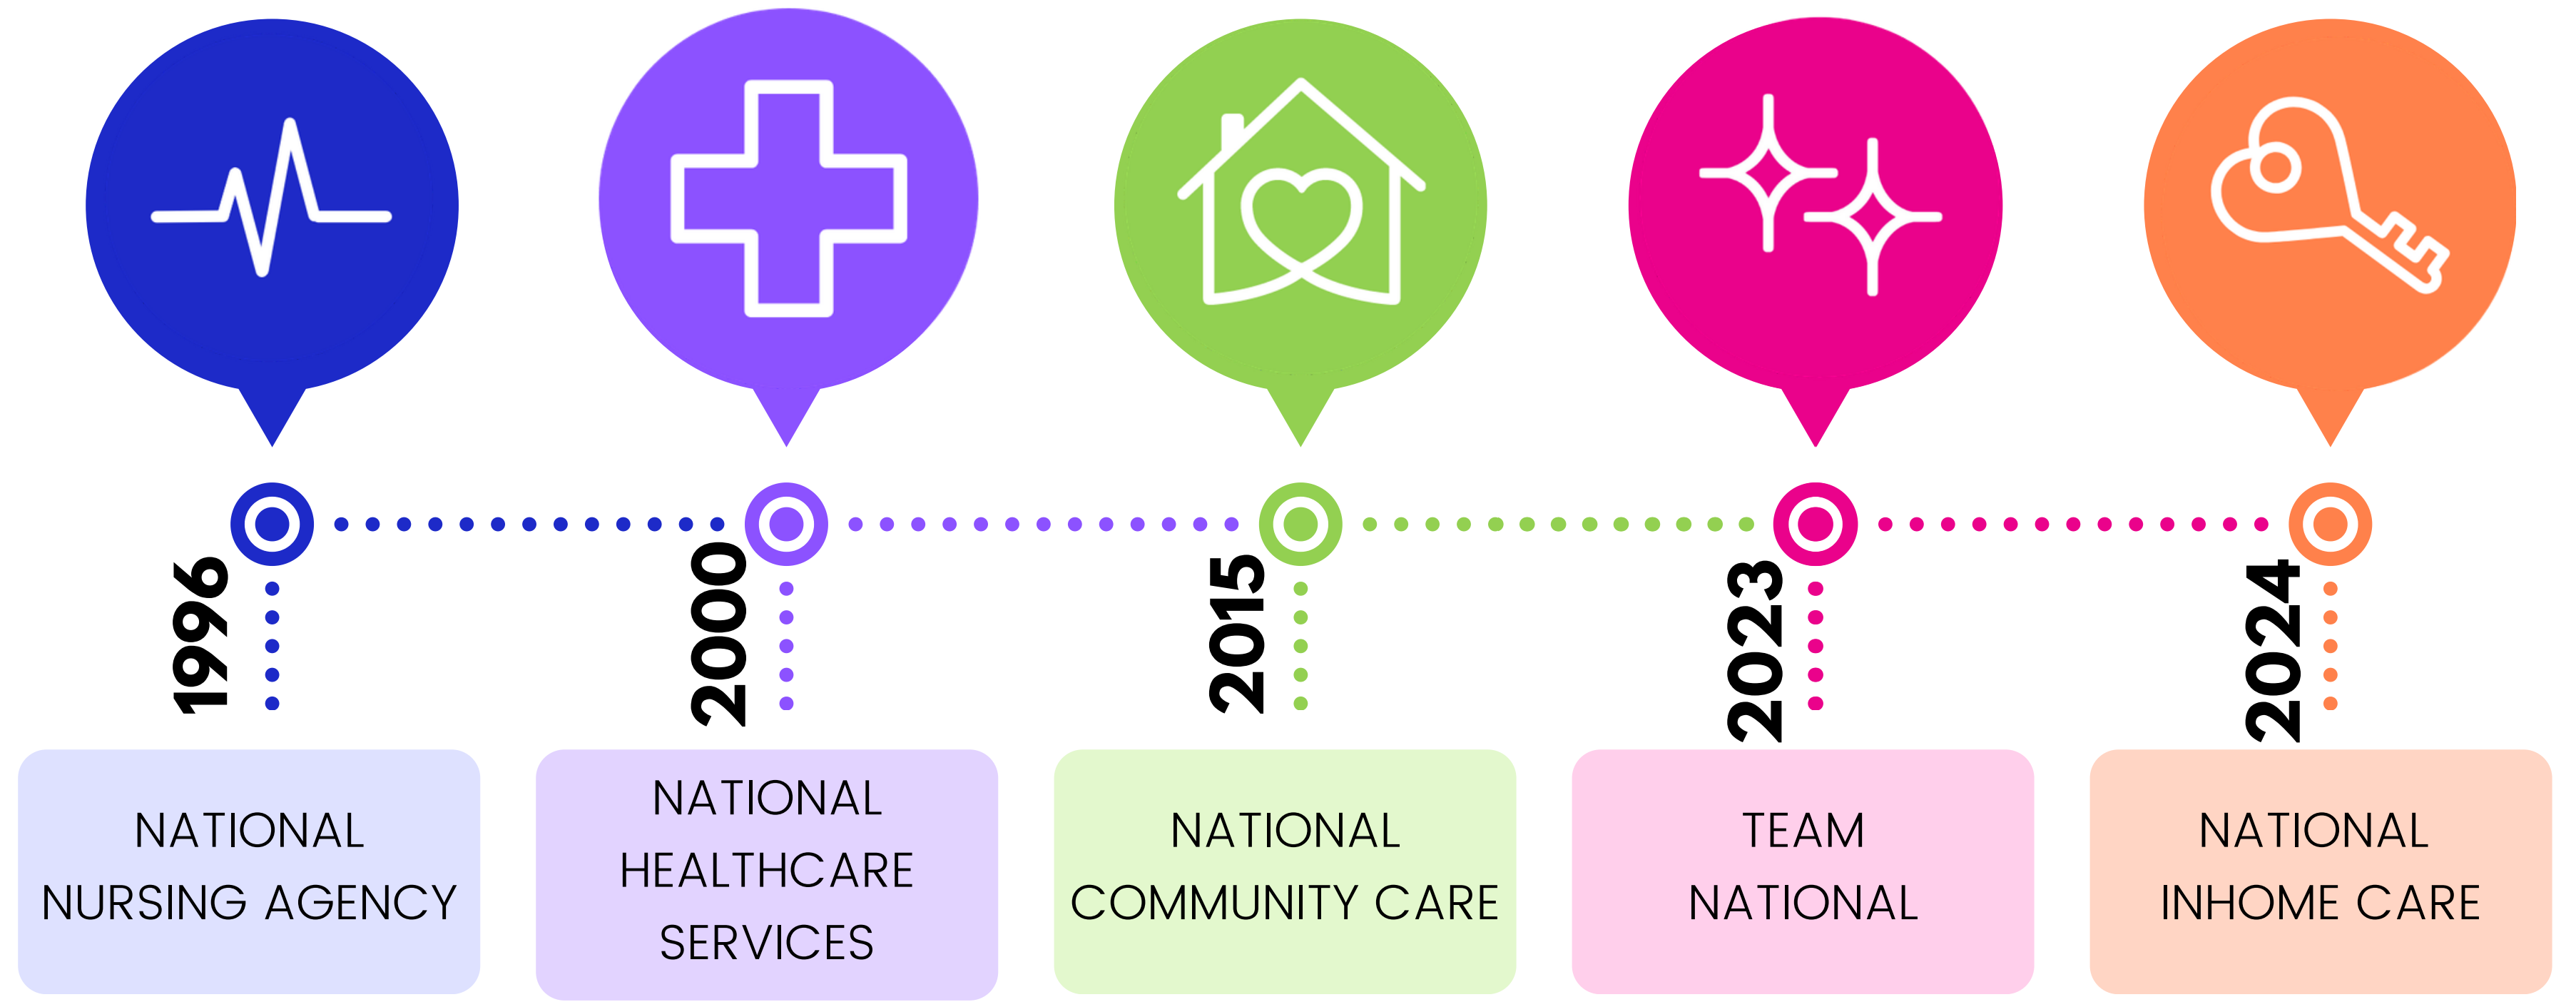 1996
NATIONAL
NURSING AGENCY
2000
NATIONAL
HEALTHCARE
SERVICES
2015
NATIONAL
COMMUNITY CARE
2023
TEAM
NATIONAL
2024
NATIONAL
INHOME CARE